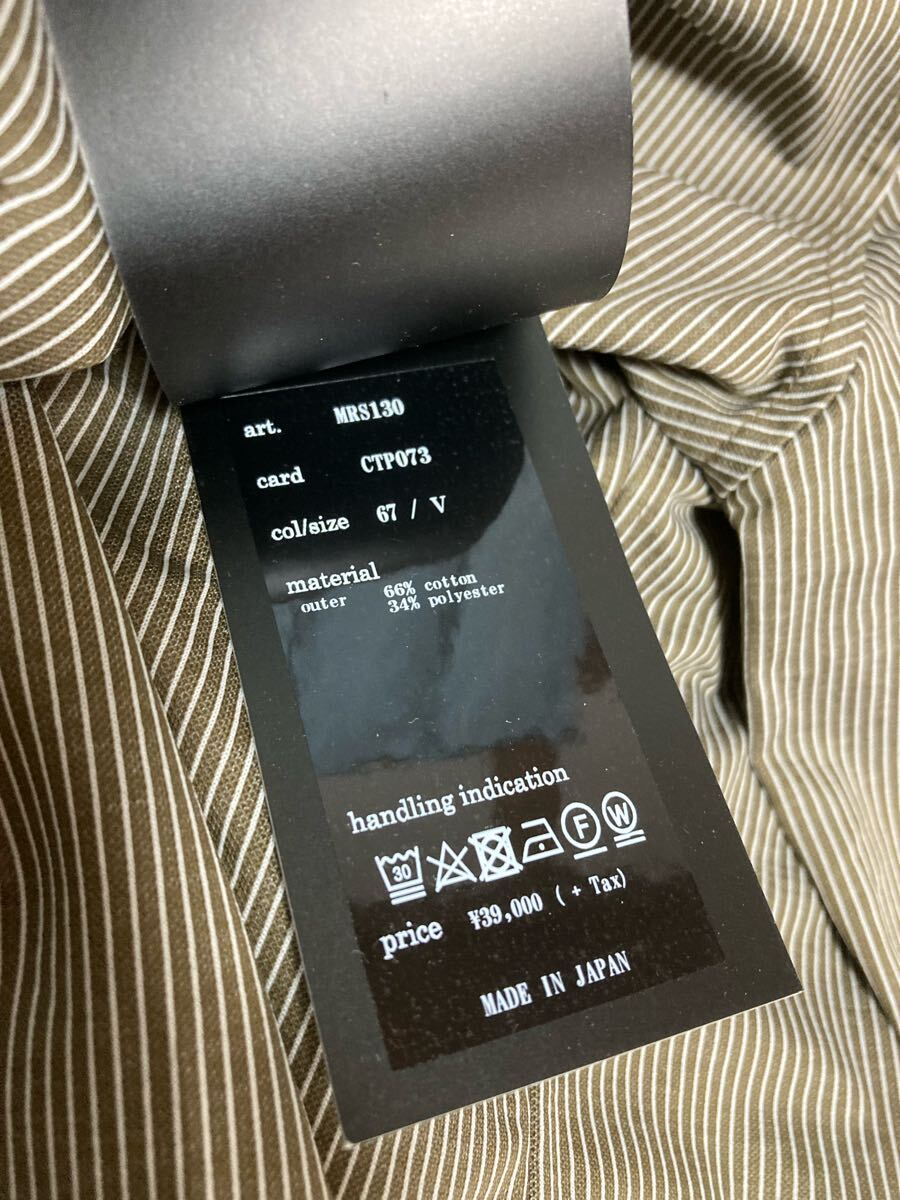 art. MRS130
card CTP073
col/size 67 / V
material
outer 66% cotton
34% polyester
handling indication
30 F W
price ¥39,000 ( + Tax)
MADE IN JAPAN